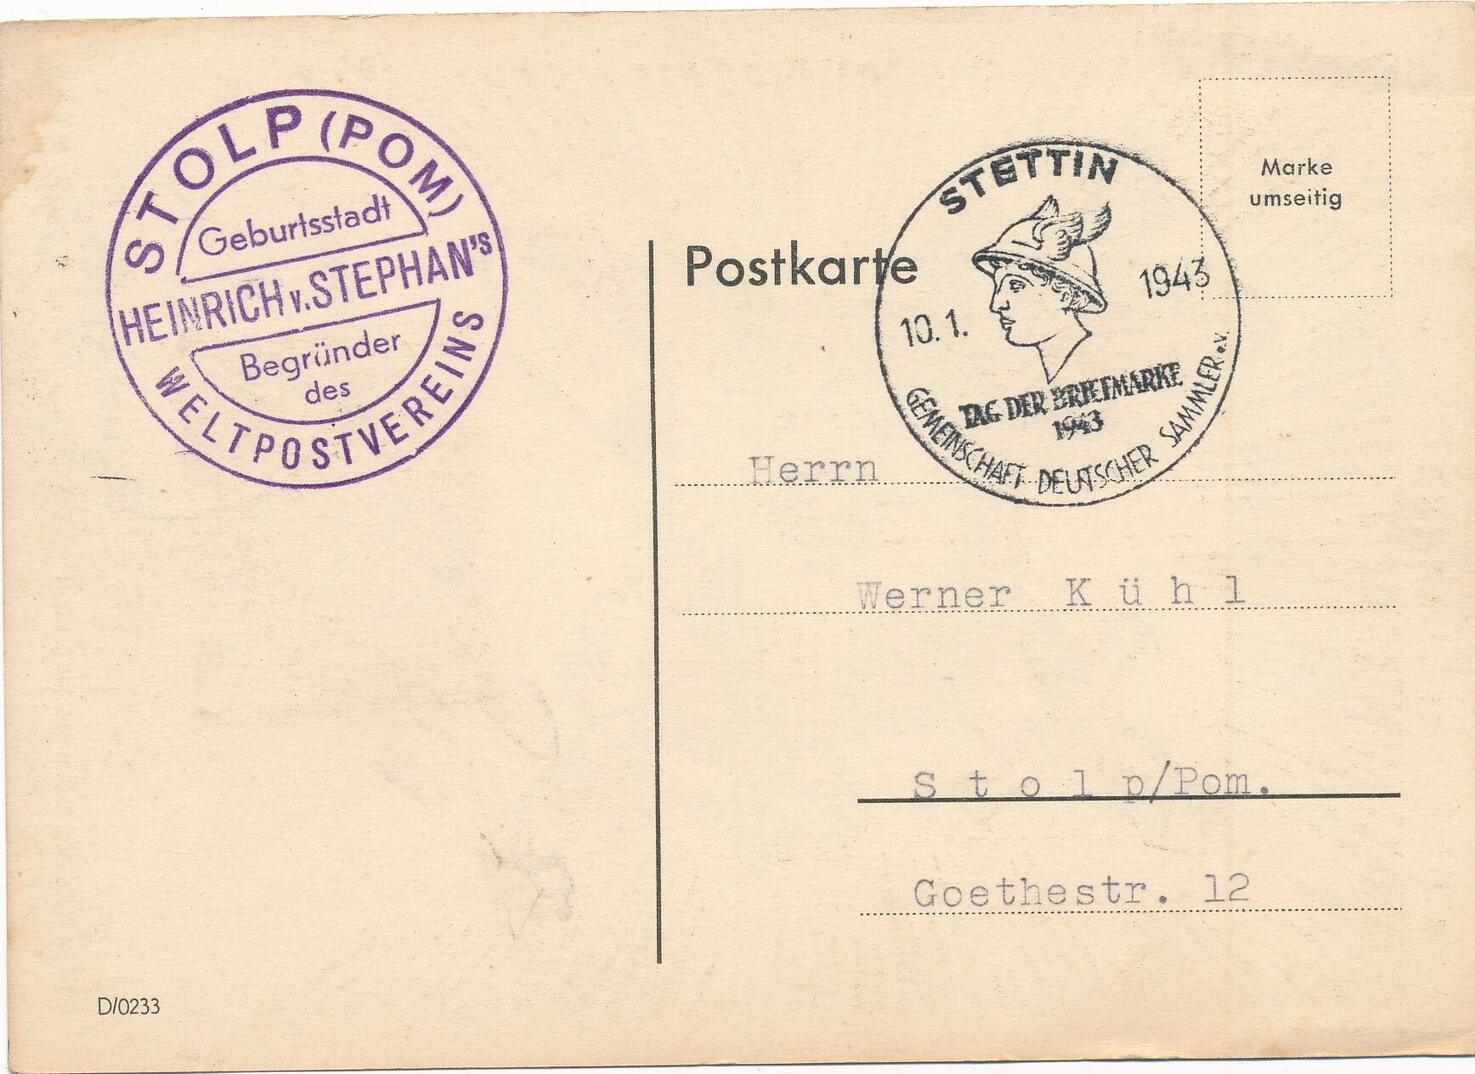 STOLP (POM)
Geburtsstadt
HEINRICH v. STEPHAN'S
Begründer
des
WELTPOSTVEREINS
Postkarte
Marke
umseitig
STETTIN
10.1. 1943
TAG DER BRIEFMARKE
1943
GEMEINSCHAFT DEUTSCHER SAMMLER e.V.
Herrn
Werner Kühl
Stolp/Pom.
Goethestr. 12
D/0233